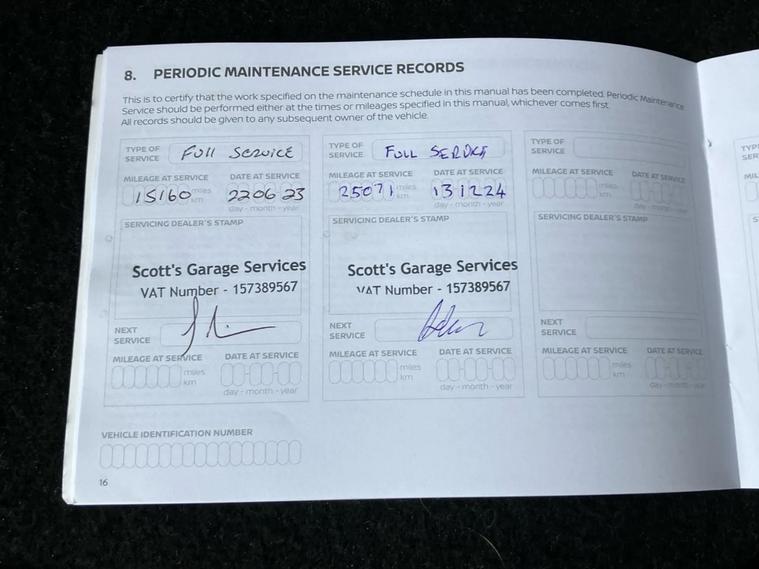 8. PERIODIC MAINTENANCE SERVICE RECORDS
This is to certify that the work specified on the maintenance schedule in this manual has been completed. Periodic Maintenance
Service should be performed either at the times or mileages specified in this manual, whichever comes first.
All records should be given to any subsequent owner of the vehicle.
TYPE OF SERVICE Full Service
MILEAGE AT SERVICE DATE AT SERVICE
15160 miles km 220623
day - month - year
SERVICING DEALER'S STAMP
Scott's Garage Services
VAT Number - 157389567
NEXT SERVICE
MILEAGE AT SERVICE DATE AT SERVICE
miles km
day - month - year
TYPE OF SERVICE FULL SERVICE
MILEAGE AT SERVICE DATE AT SERVICE
25071 miles km 131224
day - month - year
SERVICING DEALER'S STAMP
Scott's Garage Services
VAT Number - 157389567
NEXT SERVICE
MILEAGE AT SERVICE DATE AT SERVICE
miles km
day - month - year
TYPE OF SERVICE
MILEAGE AT SERVICE DATE AT SERVICE
miles km
day - month - year
SERVICING DEALER'S STAMP
NEXT SERVICE
MILEAGE AT SERVICE DATE AT SERVICE
miles km
day - month - year
VEHICLE IDENTIFICATION NUMBER
16